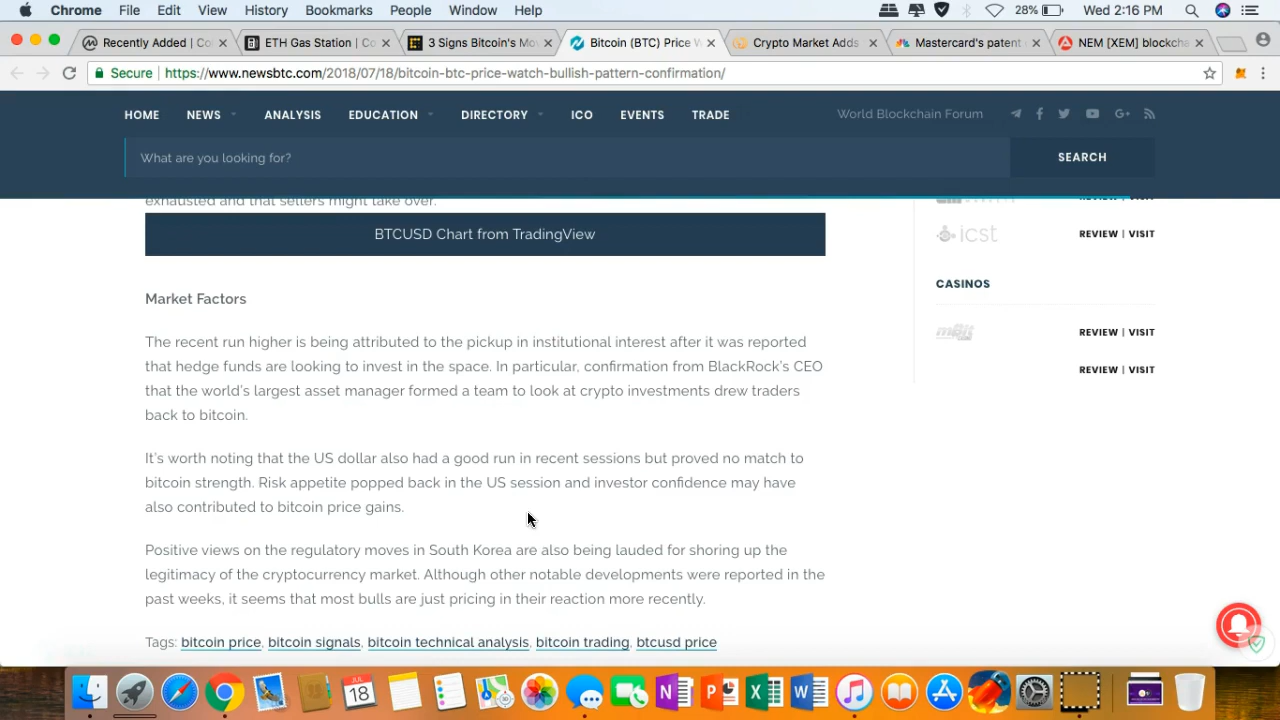 Chrome File Edit View History Bookmarks People Window Help 28% Wed 2:16 PM
Recently Added | Co ETH Gas Station | Co 3 Signs Bitcoin's Mov Bitcoin (BTC) Price W Crypto Market Adds Mastercard's patent NEM [XEM] blockcha
Secure https://www.newsbtc.com/2018/07/18/bitcoin-btc-price-watch-bullish-pattern-confirmation/
HOME NEWS ANALYSIS EDUCATION DIRECTORY ICO EVENTS TRADE World Blockchain Forum
What are you looking for? SEARCH
exhausted and that sellers might take over.
REVIEW | VISIT
BTCUSD Chart from TradingView
icst REVIEW | VISIT
CASINOS
Market Factors
mBit REVIEW | VISIT
REVIEW | VISIT
The recent run higher is being attributed to the pickup in institutional interest after it was reported
that hedge funds are looking to invest in the space. In particular, confirmation from BlackRock's CEO
that the world's largest asset manager formed a team to look at crypto investments drew traders
back to bitcoin.
It's worth noting that the US dollar also had a good run in recent sessions but proved no match to
bitcoin strength. Risk appetite popped back in the US session and investor confidence may have
also contributed to bitcoin price gains.
Positive views on the regulatory moves in South Korea are also being lauded for shoring up the
legitimacy of the cryptocurrency market. Although other notable developments were reported in the
past weeks, it seems that most bulls are just pricing in their reaction more recently.
Tags: bitcoin price, bitcoin signals, bitcoin technical analysis, bitcoin trading, btcusd price
JUL
18